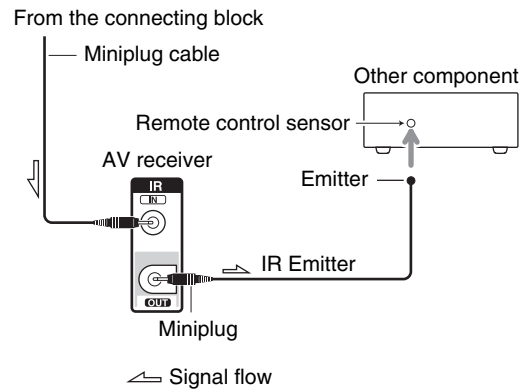 From the connecting block
Miniplug cable
Other component
Remote control sensor
AV receiver
Emitter
IR
IN
IR Emitter
OUT
Miniplug
Signal flow